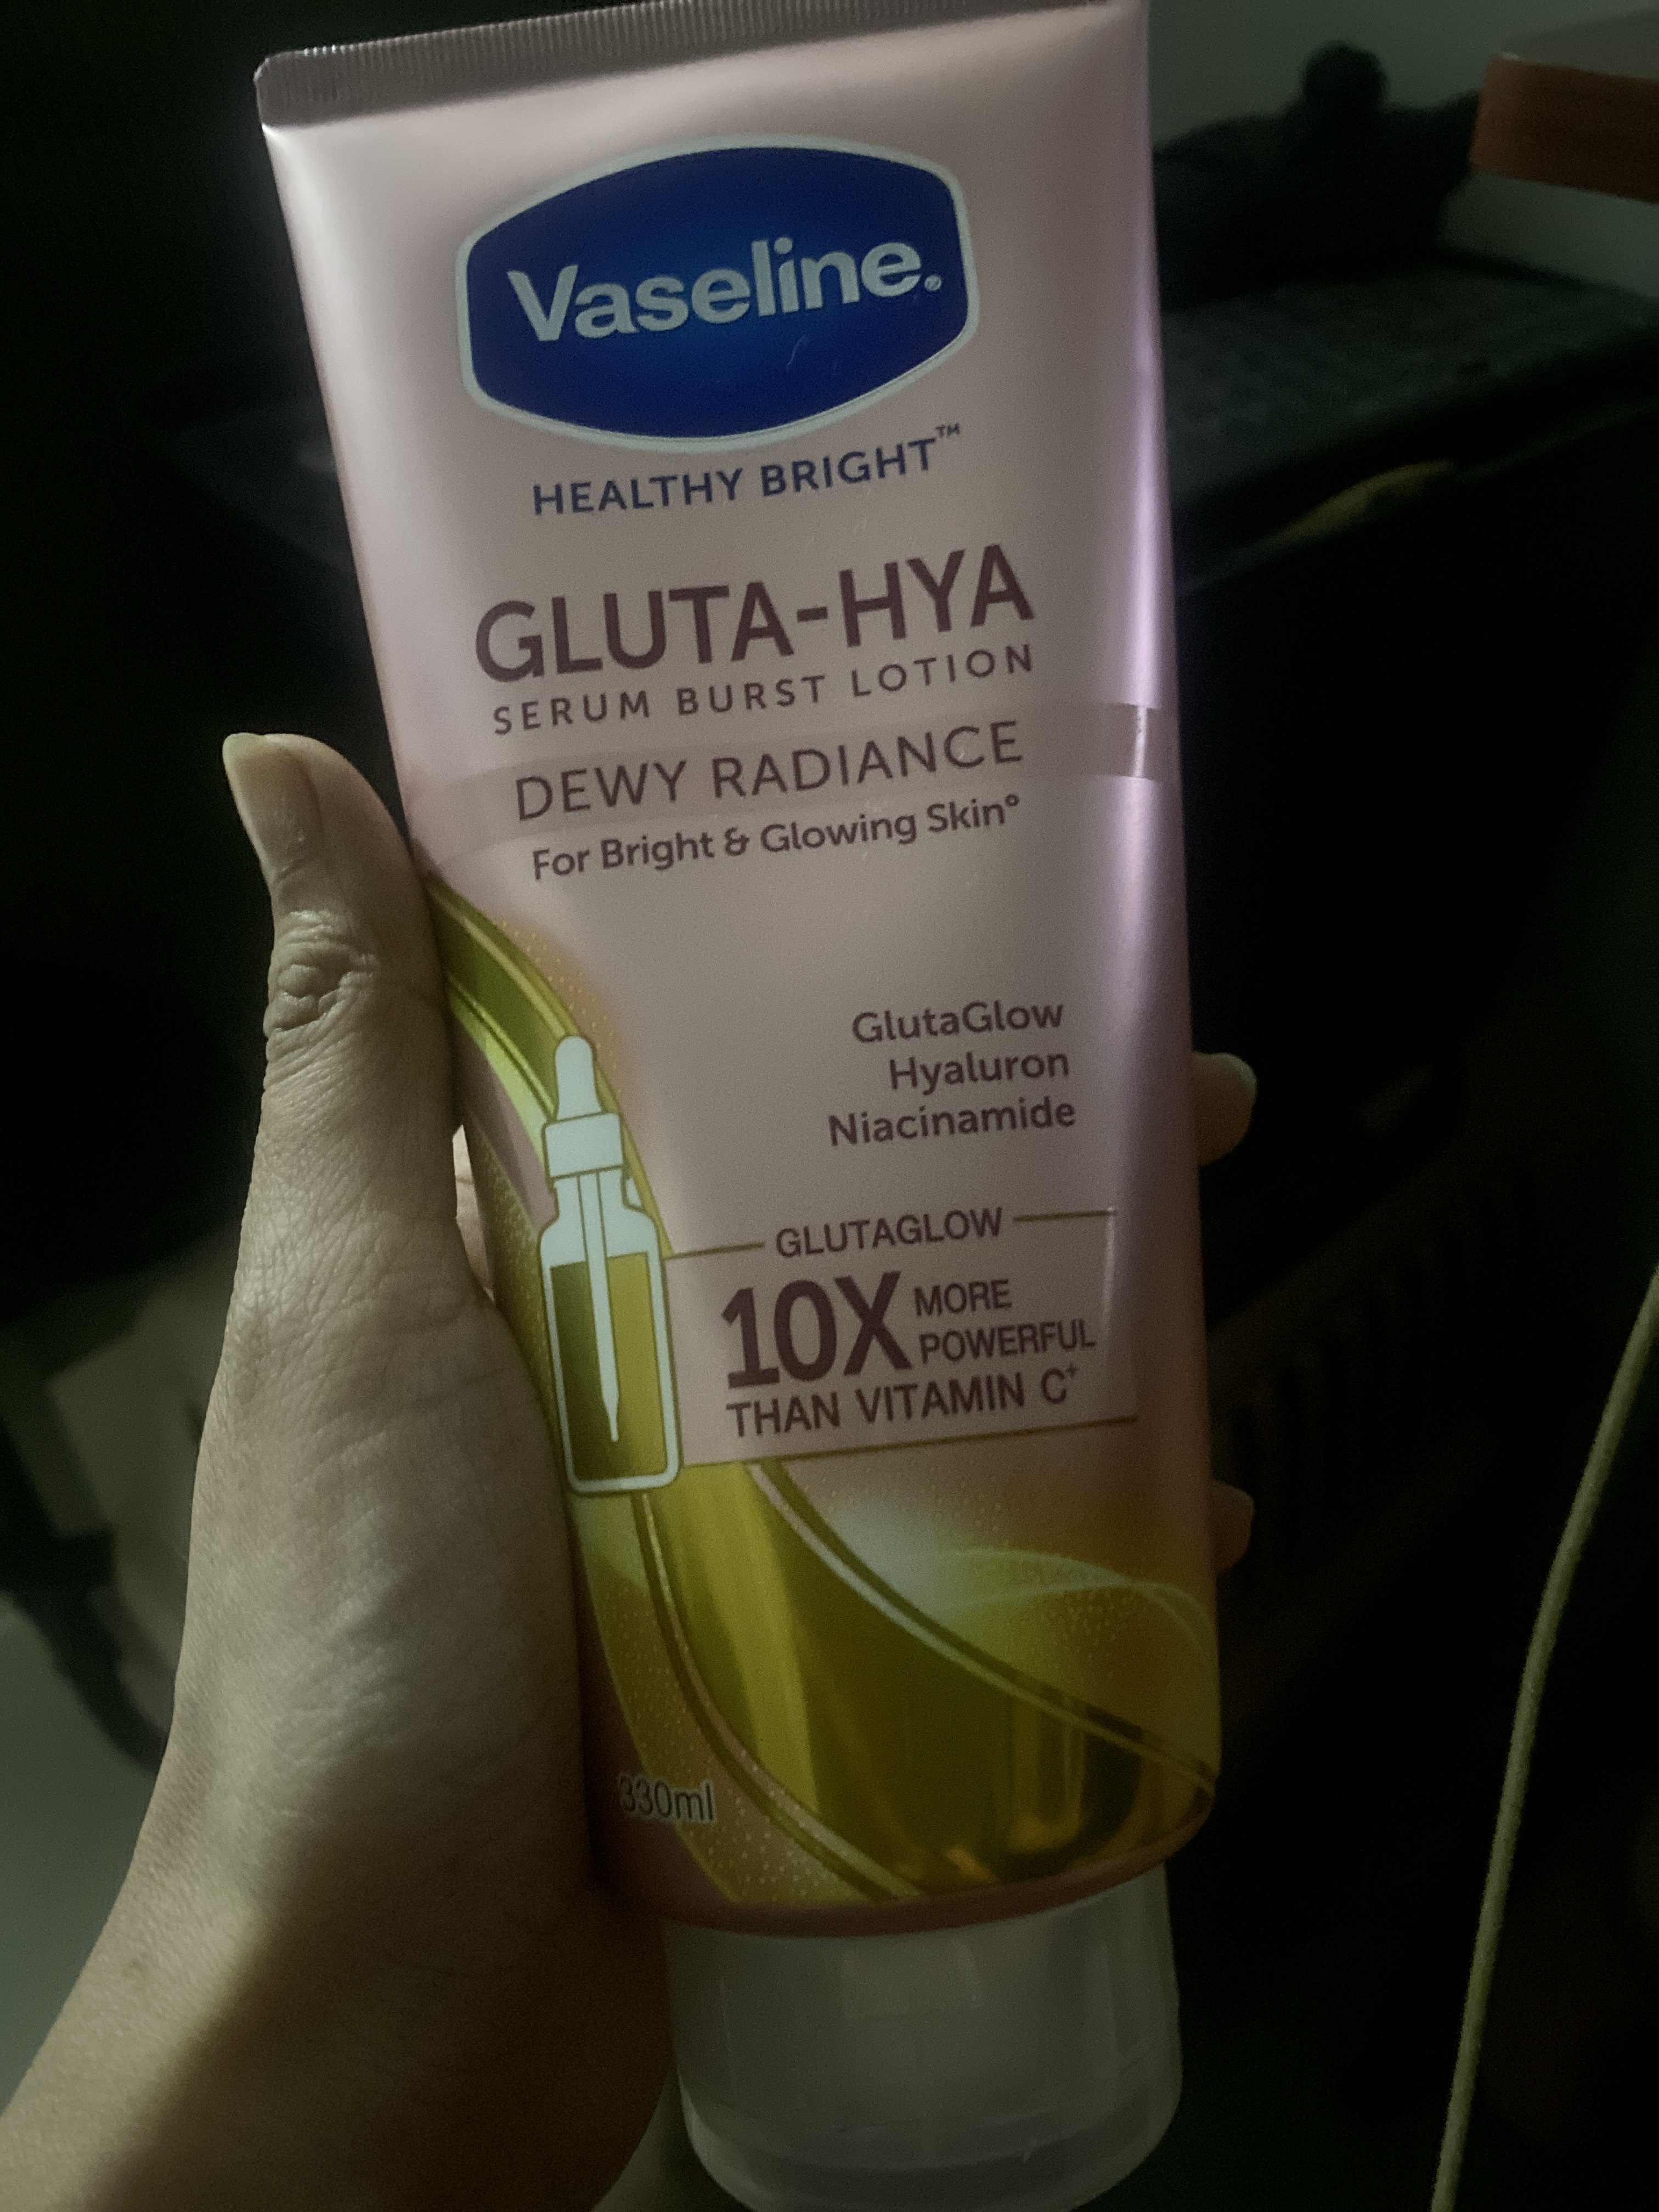 Vaseline®
HEALTHY BRIGHT™
GLUTA-HYA
SERUM BURST LOTION
DEWY RADIANCE
For Bright & Glowing Skin°
GlutaGlow
Hyaluron
Niacinamide
GLUTAGLOW
10X MORE
POWERFUL
THAN VITAMIN C⁺
330ml